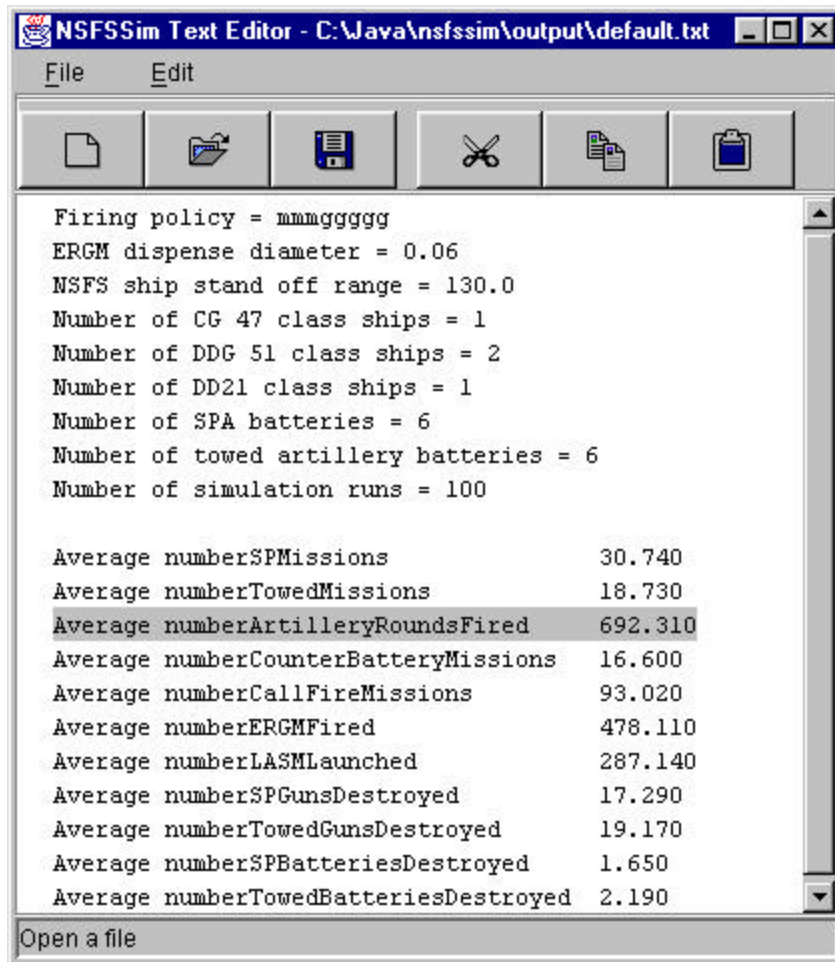 NSFSSim Text Editor - C:\Java\nsfssim\output\default.txt
File Edit
Firing policy = mmmggggg
ERGM dispense diameter = 0.06
NSFS ship stand off range = 130.0
Number of CG 47 class ships = 1
Number of DDG 51 class ships = 2
Number of DD21 class ships = 1
Number of SPA batteries = 6
Number of towed artillery batteries = 6
Number of simulation runs = 100
Average numberSPMissions 30.740
Average numberTowedMissions 18.730
Average numberArtilleryRoundsFired 692.310
Average numberCounterBatteryMissions 16.600
Average numberCallFireMissions 93.020
Average numberERGMFired 478.110
Average numberLASMLaunched 287.140
Average numberSPGunsDestroyed 17.290
Average numberTowedGunsDestroyed 19.170
Average numberSPBatteriesDestroyed 1.650
Average numberTowedBatteriesDestroyed 2.190
Open a file